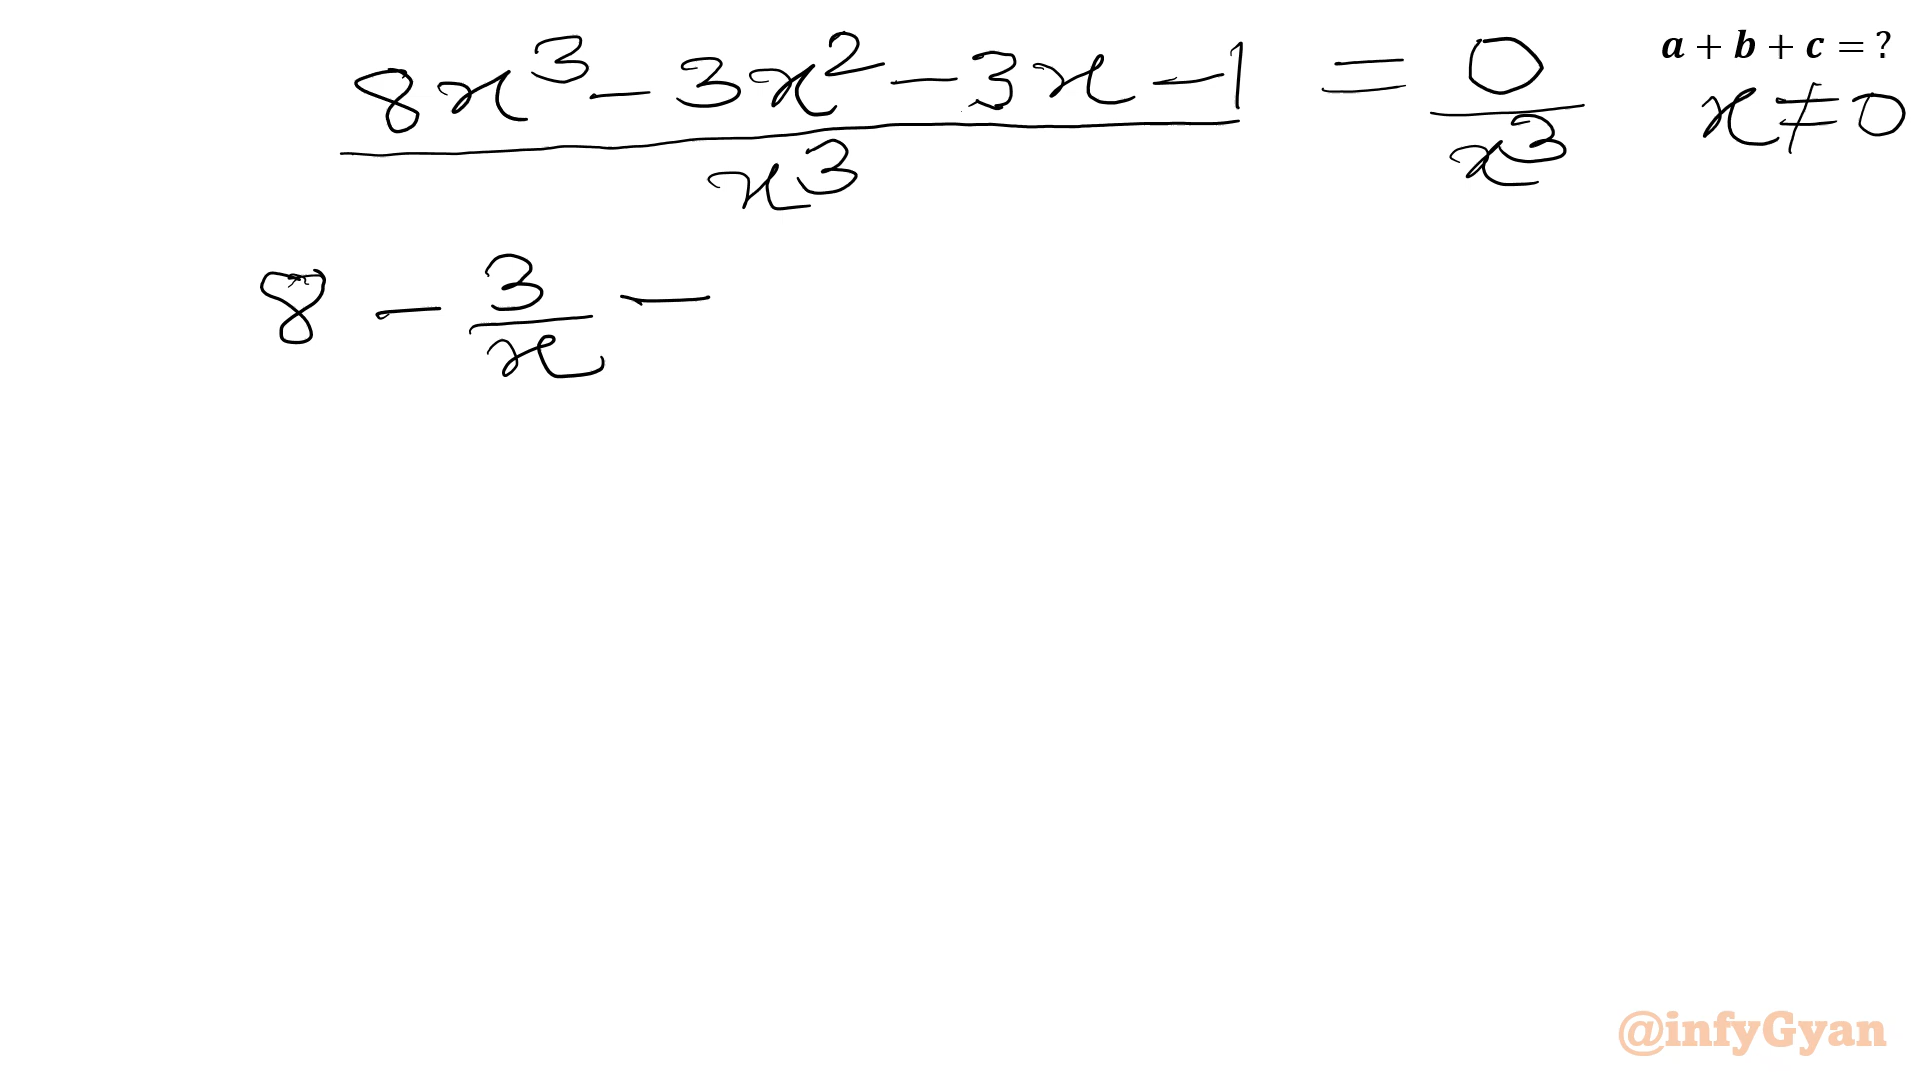 8x³ - 3x² - 3x - 1 = 0 a + b + c = ?
x³ x³ x ≠ 0
8 - 3/x -
@infyGyan